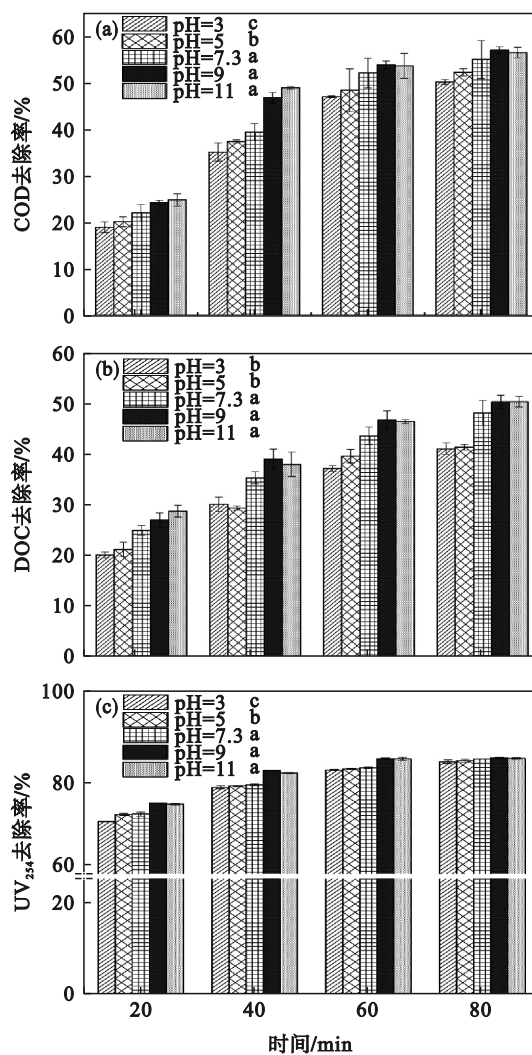 (a)
pH=3 c
pH=5 b
pH=7.3 a
pH=9 a
pH=11 a
COD去除率/%
60
50
40
30
20
10
0
(b)
pH=3 b
pH=5 b
pH=7.3 a
pH=9 a
pH=11 a
DOC去除率/%
60
50
40
30
20
10
0
(c)
pH=3 c
pH=5 b
pH=7.3 a
pH=9 a
pH=11 a
UV₂₅₄去除率/%
100
80
60
20
0
20 40 60 80
时间/min